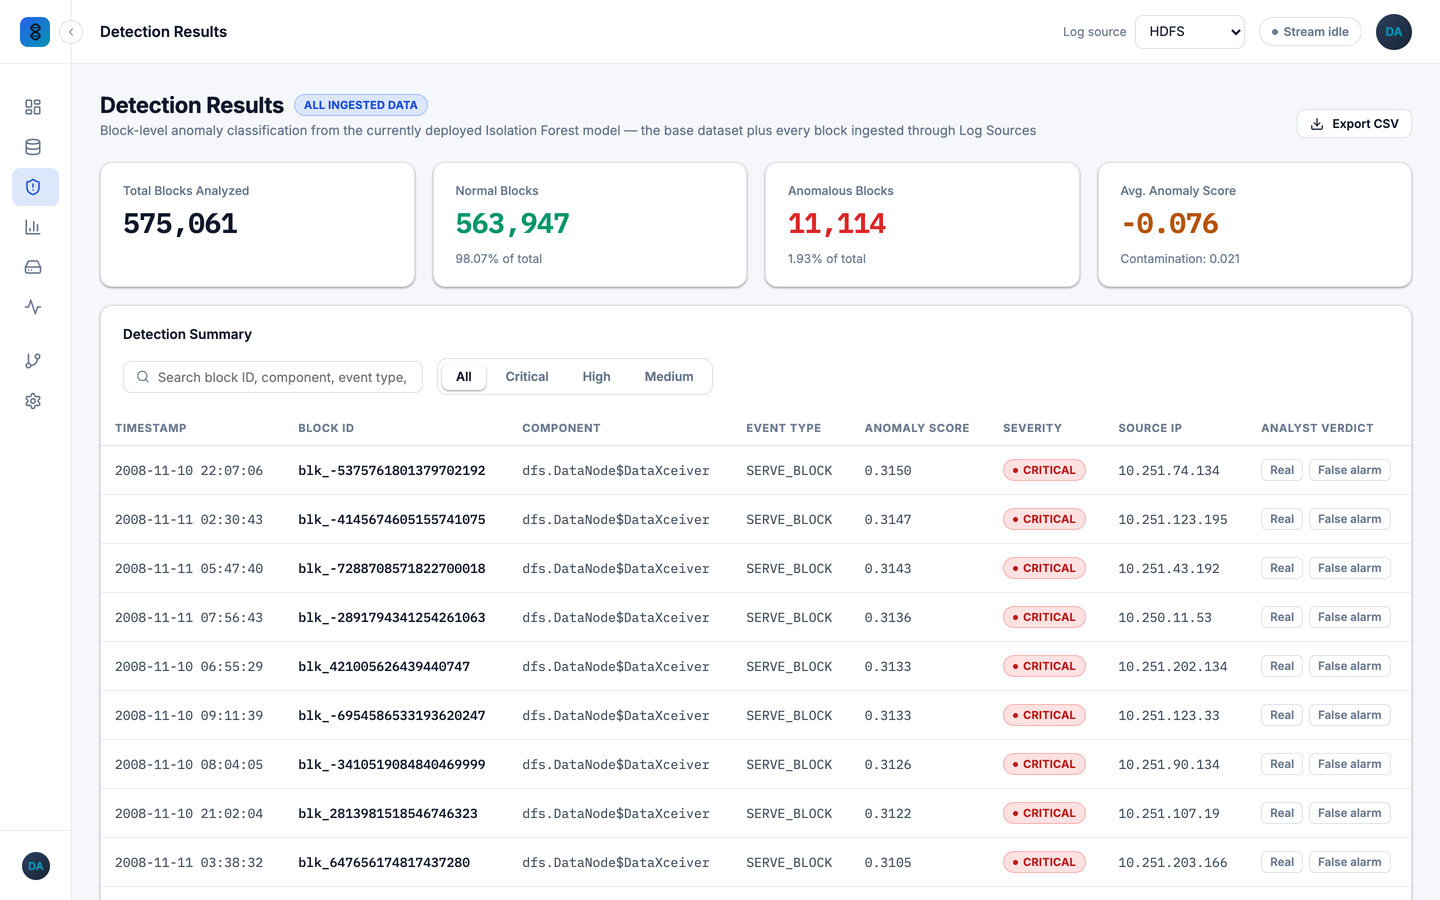 Detection Results
Log source
HDFS
Stream idle
DA
Detection Results
ALL INGESTED DATA
Block-level anomaly classification from the currently deployed Isolation Forest model — the base dataset plus every block ingested through Log Sources
Export CSV
Total Blocks Analyzed
575,061
Normal Blocks
563,947
98.07% of total
Anomalous Blocks
11,114
1.93% of total
Avg. Anomaly Score
-0.076
Contamination: 0.021
Detection Summary
Search block ID, component, event type,
All
Critical
High
Medium
TIMESTAMP BLOCK ID COMPONENT EVENT TYPE ANOMALY SCORE SEVERITY SOURCE IP ANALYST VERDICT
2008-11-10 22:07:06 blk_-5375761801379702192 dfs.DataNode$DataXceiver SERVE_BLOCK 0.3150 CRITICAL 10.251.74.134 Real False alarm
2008-11-11 02:30:43 blk_-4145674605155741075 dfs.DataNode$DataXceiver SERVE_BLOCK 0.3147 CRITICAL 10.251.123.195 Real False alarm
2008-11-11 05:47:40 blk_-7288708571822700018 dfs.DataNode$DataXceiver SERVE_BLOCK 0.3143 CRITICAL 10.251.43.192 Real False alarm
2008-11-11 07:56:43 blk_-2891794341254261063 dfs.DataNode$DataXceiver SERVE_BLOCK 0.3136 CRITICAL 10.250.11.53 Real False alarm
2008-11-10 06:55:29 blk_421005626439440747 dfs.DataNode$DataXceiver SERVE_BLOCK 0.3133 CRITICAL 10.251.202.134 Real False alarm
2008-11-10 09:11:39 blk_-6954586533193620247 dfs.DataNode$DataXceiver SERVE_BLOCK 0.3133 CRITICAL 10.251.123.33 Real False alarm
2008-11-10 08:04:05 blk_-3410519084840469999 dfs.DataNode$DataXceiver SERVE_BLOCK 0.3126 CRITICAL 10.251.90.134 Real False alarm
2008-11-10 21:02:04 blk_2813981518546746323 dfs.DataNode$DataXceiver SERVE_BLOCK 0.3122 CRITICAL 10.251.107.19 Real False alarm
2008-11-11 03:38:32 blk_647656174817437280 dfs.DataNode$DataXceiver SERVE_BLOCK 0.3105 CRITICAL 10.251.203.166 Real False alarm
DA